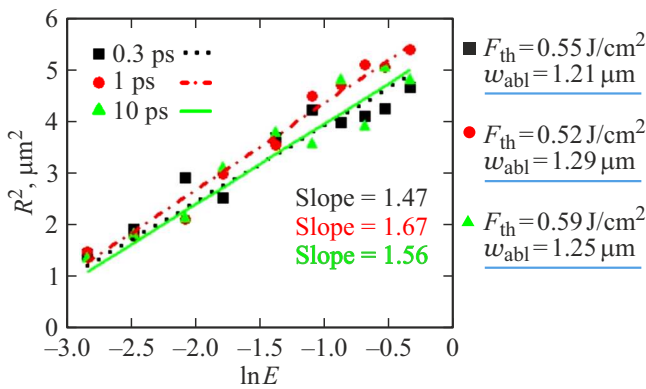 6
5
4
3
2
1
0
R², μm²
0.3 ps
1 ps
10 ps
Slope = 1.47
Slope = 1.67
Slope = 1.56
−3.0 −2.5 −2.0 −1.5 −1.0 −0.5 0
ln E
F_th = 0.55 J/cm²
w_abl = 1.21 μm
F_th = 0.52 J/cm²
w_abl = 1.29 μm
F_th = 0.59 J/cm²
w_abl = 1.25 μm